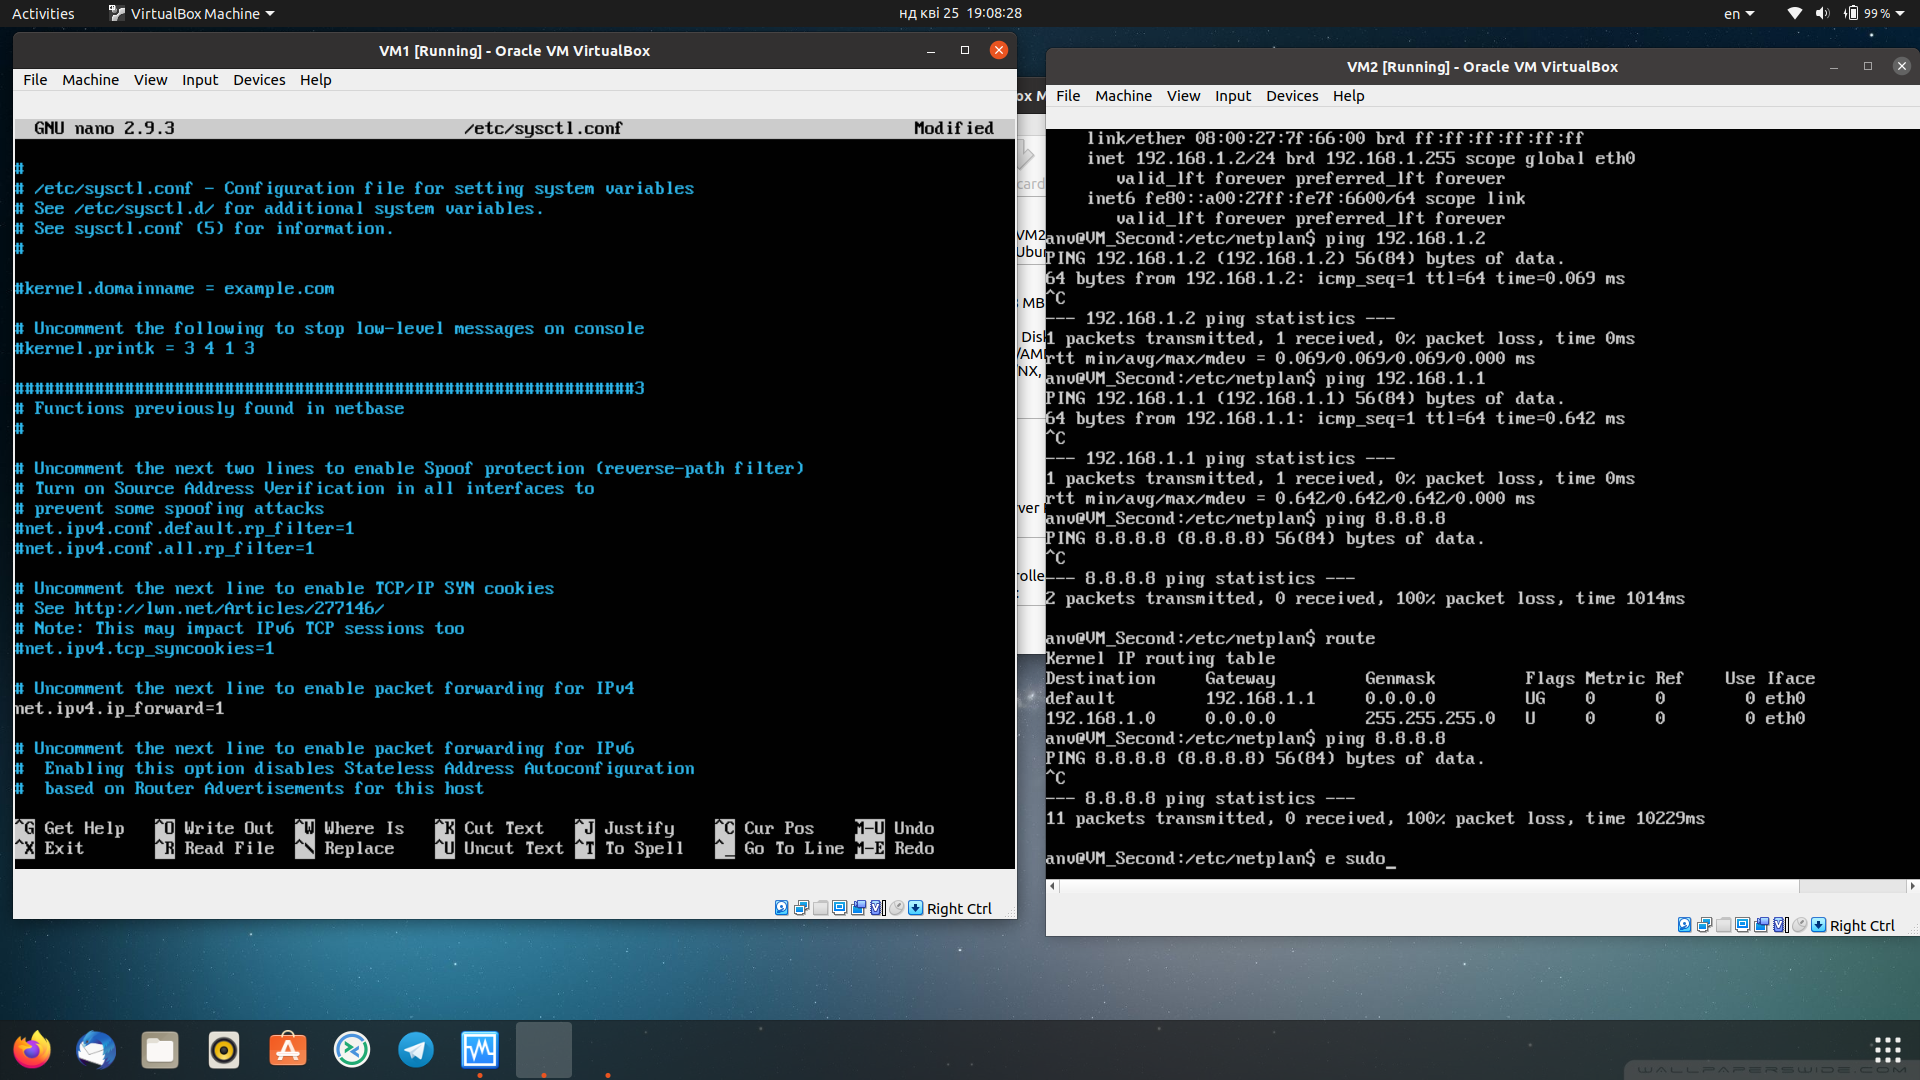 Activities
VirtualBox Machine
нд кві 25 19:08:28
en
99 %
VM1 [Running] - Oracle VM VirtualBox
File Machine View Input Devices Help
GNU nano 2.9.3 /etc/sysctl.conf Modified
#
# /etc/sysctl.conf - Configuration file for setting system variables
# See /etc/sysctl.d/ for additional system variables.
# See sysctl.conf (5) for information.
#
#kernel.domainname = example.com
# Uncomment the following to stop low-level messages on console
#kernel.printk = 3 4 1 3
##############################################################3
# Functions previously found in netbase
#
# Uncomment the next two lines to enable Spoof protection (reverse-path filter)
# Turn on Source Address Verification in all interfaces to
# prevent some spoofing attacks
#net.ipv4.conf.default.rp_filter=1
#net.ipv4.conf.all.rp_filter=1
# Uncomment the next line to enable TCP/IP SYN cookies
# See http://lwn.net/Articles/277146/
# Note: This may impact IPv6 TCP sessions too
#net.ipv4.tcp_syncookies=1
# Uncomment the next line to enable packet forwarding for IPv4
net.ipv4.ip_forward=1
# Uncomment the next line to enable packet forwarding for IPv6
#  Enabling this option disables Stateless Address Autoconfiguration
#  based on Router Advertisements for this host
^G Get Help ^O Write Out ^W Where Is ^K Cut Text ^J Justify ^C Cur Pos M-U Undo
^X Exit ^R Read File ^\ Replace ^U Uncut Text ^T To Spell ^_ Go To Line M-E Redo
Right Ctrl
ox M
card
VM2
Ubun
MB
Disk
/AM
NX,
ver
rolle
VM2 [Running] - Oracle VM VirtualBox
File Machine View Input Devices Help
link/ether 08:00:27:7f:66:00 brd ff:ff:ff:ff:ff:ff
inet 192.168.1.2/24 brd 192.168.1.255 scope global eth0
valid_lft forever preferred_lft forever
inet6 fe80::a00:27ff:fe7f:6600/64 scope link
valid_lft forever preferred_lft forever
anv@VM_Second:/etc/netplan$ ping 192.168.1.2
PING 192.168.1.2 (192.168.1.2) 56(84) bytes of data.
64 bytes from 192.168.1.2: icmp_seq=1 ttl=64 time=0.069 ms
^C
--- 192.168.1.2 ping statistics ---
1 packets transmitted, 1 received, 0% packet loss, time 0ms
rtt min/avg/max/mdev = 0.069/0.069/0.069/0.000 ms
anv@VM_Second:/etc/netplan$ ping 192.168.1.1
PING 192.168.1.1 (192.168.1.1) 56(84) bytes of data.
64 bytes from 192.168.1.1: icmp_seq=1 ttl=64 time=0.642 ms
^C
--- 192.168.1.1 ping statistics ---
1 packets transmitted, 1 received, 0% packet loss, time 0ms
rtt min/avg/max/mdev = 0.642/0.642/0.642/0.000 ms
anv@VM_Second:/etc/netplan$ ping 8.8.8.8
PING 8.8.8.8 (8.8.8.8) 56(84) bytes of data.
^C
--- 8.8.8.8 ping statistics ---
2 packets transmitted, 0 received, 100% packet loss, time 1014ms
anv@VM_Second:/etc/netplan$ route
Kernel IP routing table
Destination Gateway Genmask Flags Metric Ref Use Iface
default 192.168.1.1 0.0.0.0 UG 0 0 0 eth0
192.168.1.0 0.0.0.0 255.255.255.0 U 0 0 0 eth0
anv@VM_Second:/etc/netplan$ ping 8.8.8.8
PING 8.8.8.8 (8.8.8.8) 56(84) bytes of data.
^C
--- 8.8.8.8 ping statistics ---
11 packets transmitted, 0 received, 100% packet loss, time 10229ms
anv@VM_Second:/etc/netplan$ e sudo_
Right Ctrl
WALLPAPERSWIDE.COM